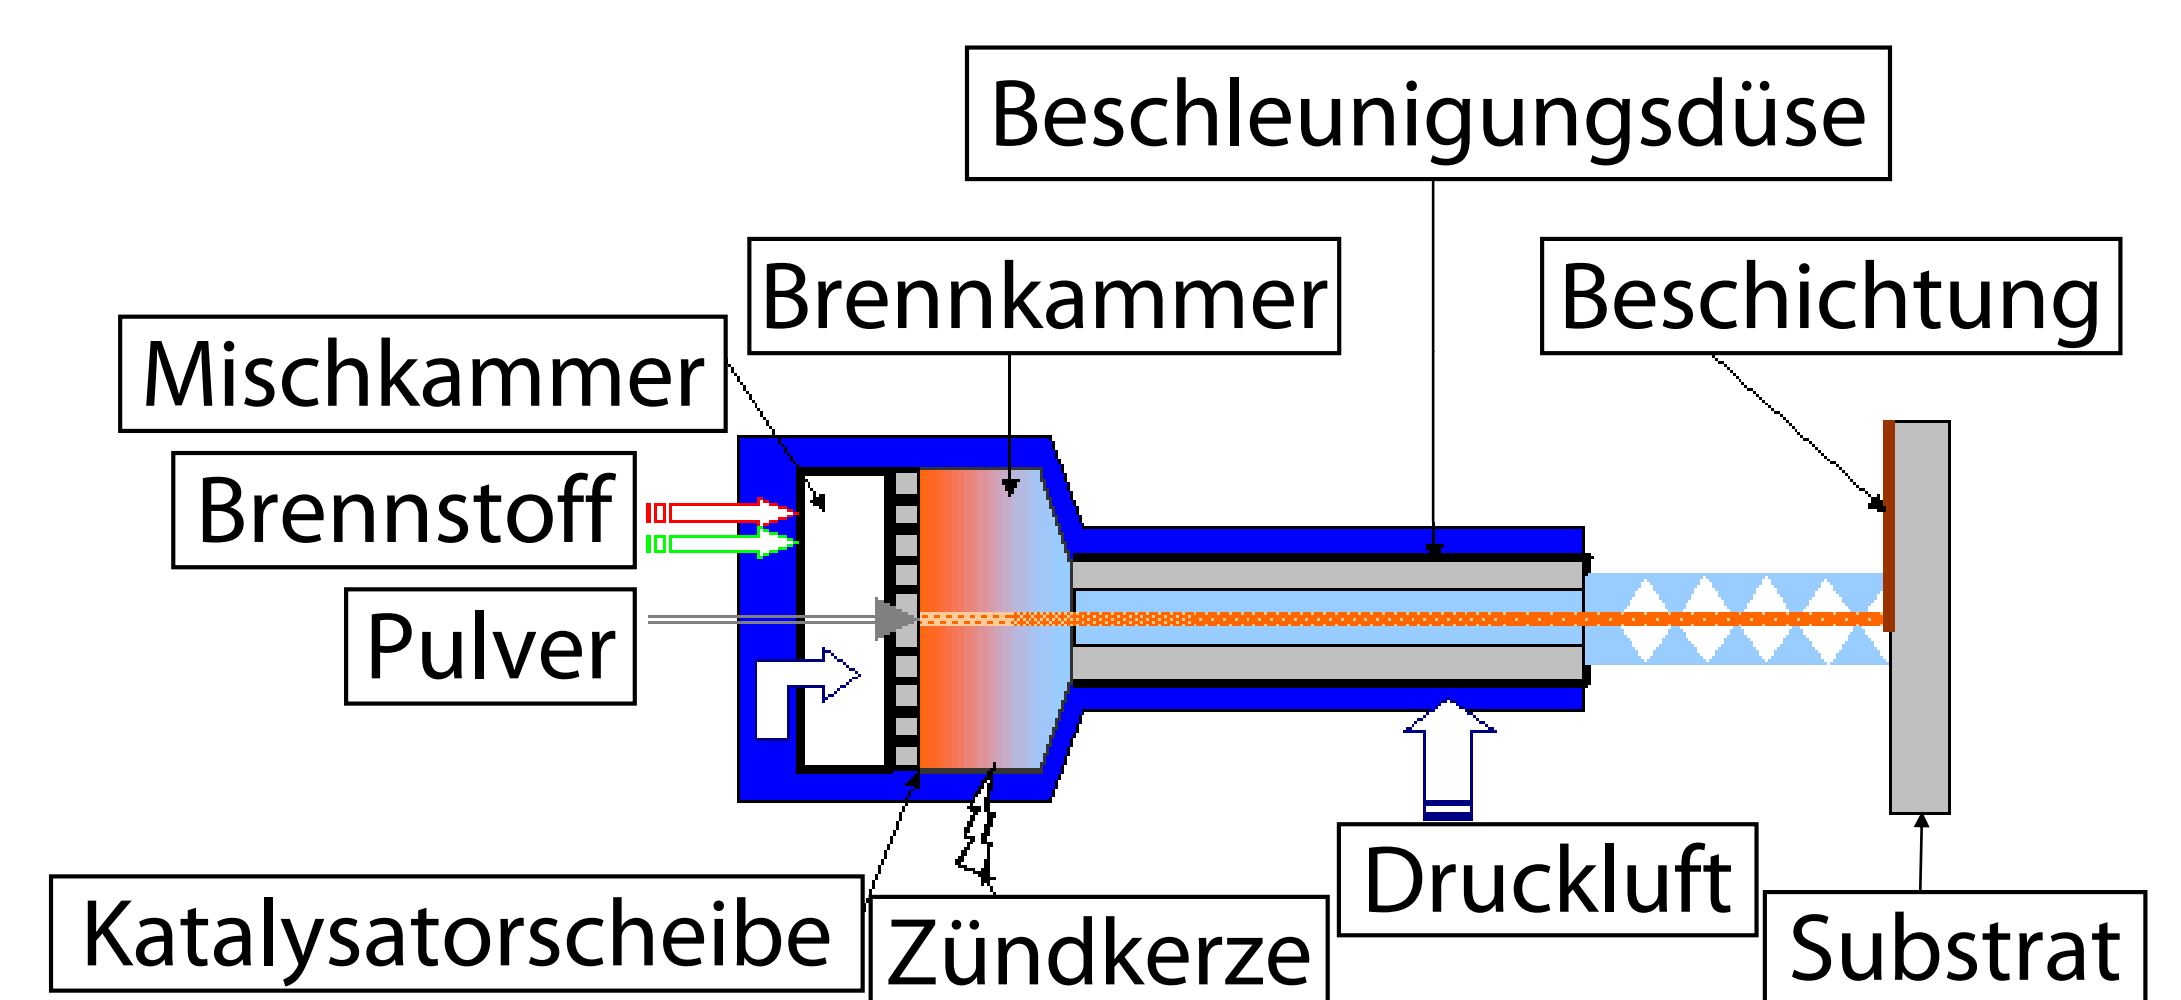 Beschleunigungsdüse
Brennkammer
Beschichtung
Mischkammer
Brennstoff
Pulver
Druckluft
Katalysatorscheibe
Zündkerze
Substrat